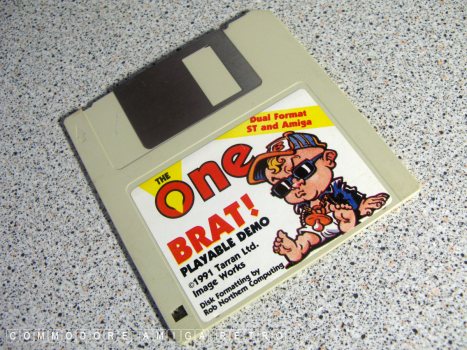 THE
One
Dual Format
ST and Amiga
BRAT!
PLAYABLE DEMO
©1991 Tarran Ltd.
Image Works
Disk Formatting by
Rob Northern Computing
COMMODORE AMIGA RETRO